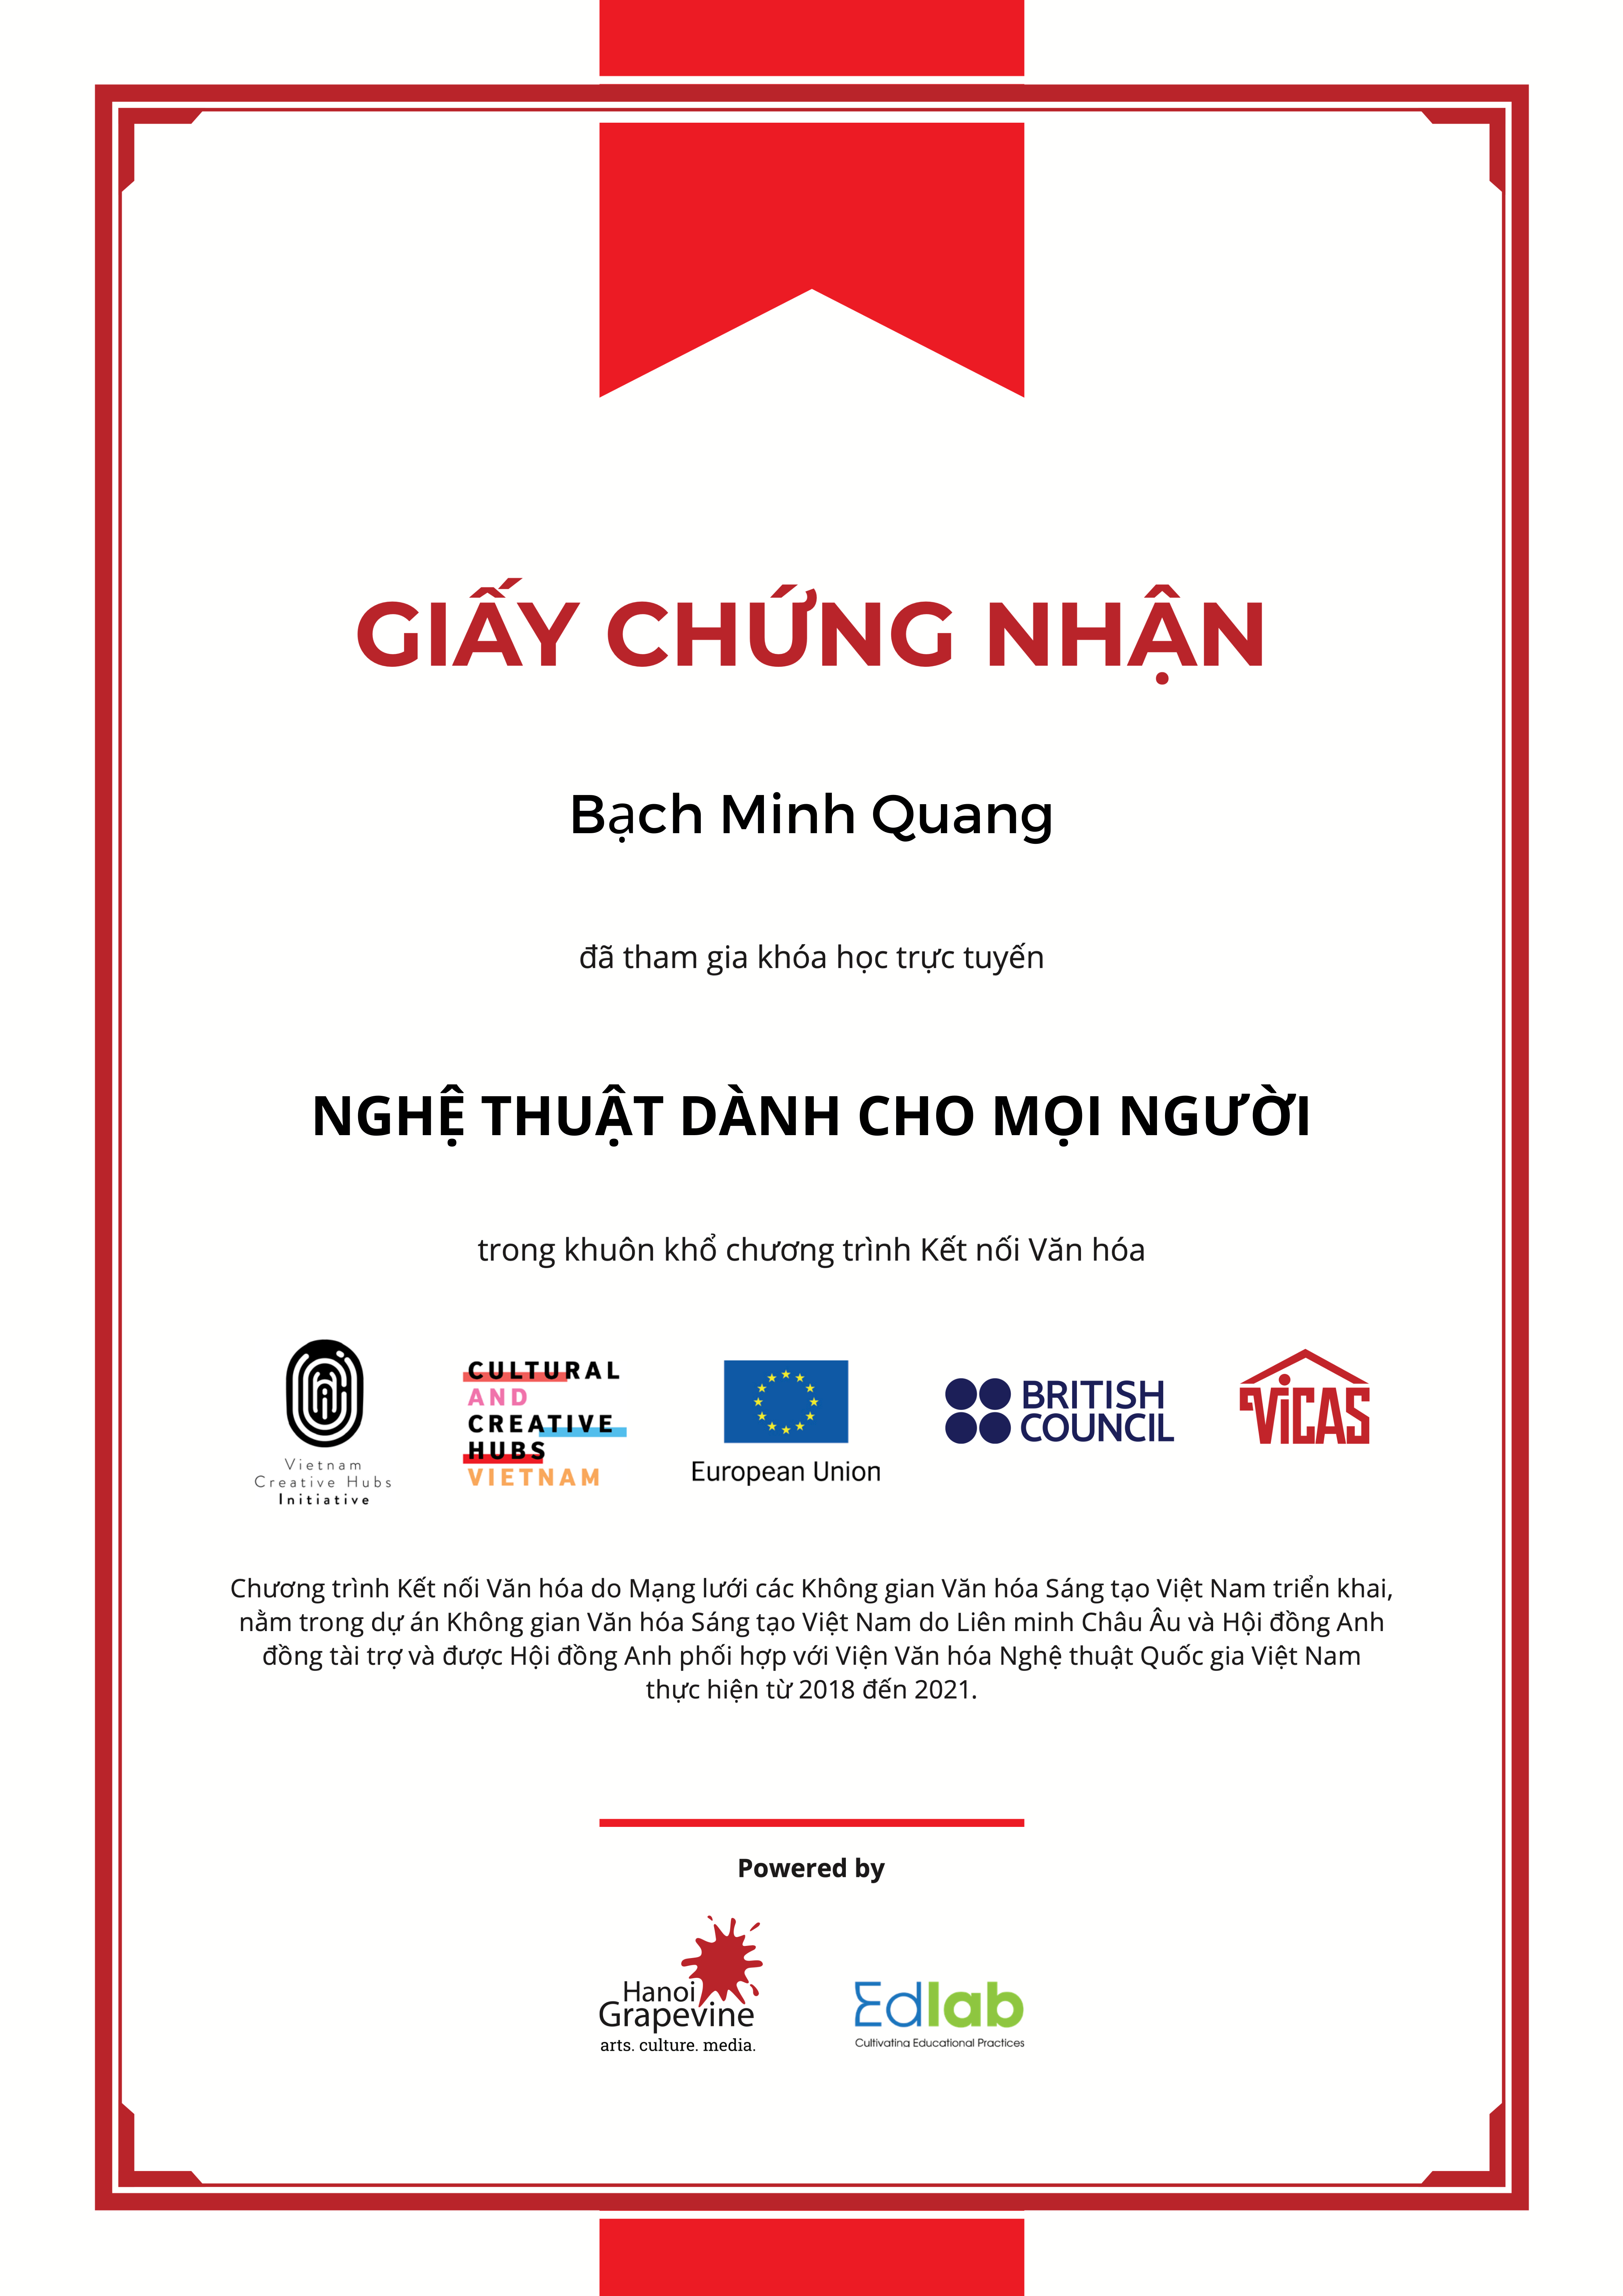 GIẤY CHỨNG NHẬN
Bạch Minh Quang
đã tham gia khóa học trực tuyến
NGHỆ THUẬT DÀNH CHO MỌI NGƯỜI
trong khuôn khổ chương trình Kết nối Văn hóa
Vietnam
Creative Hubs
Initiative
CULTURAL
AND
CREATIVE
HUBS
VIETNAM
European Union
BRITISH
COUNCIL
VICAS
Chương trình Kết nối Văn hóa do Mạng lưới các Không gian Văn hóa Sáng tạo Việt Nam triển khai,
nằm trong dự án Không gian Văn hóa Sáng tạo Việt Nam do Liên minh Châu Âu và Hội đồng Anh
đồng tài trợ và được Hội đồng Anh phối hợp với Viện Văn hóa Nghệ thuật Quốc gia Việt Nam
thực hiện từ 2018 đến 2021.
Powered by
Hanoi
Grapevine
arts. culture. media.
Edlab
Cultivating Educational Practices